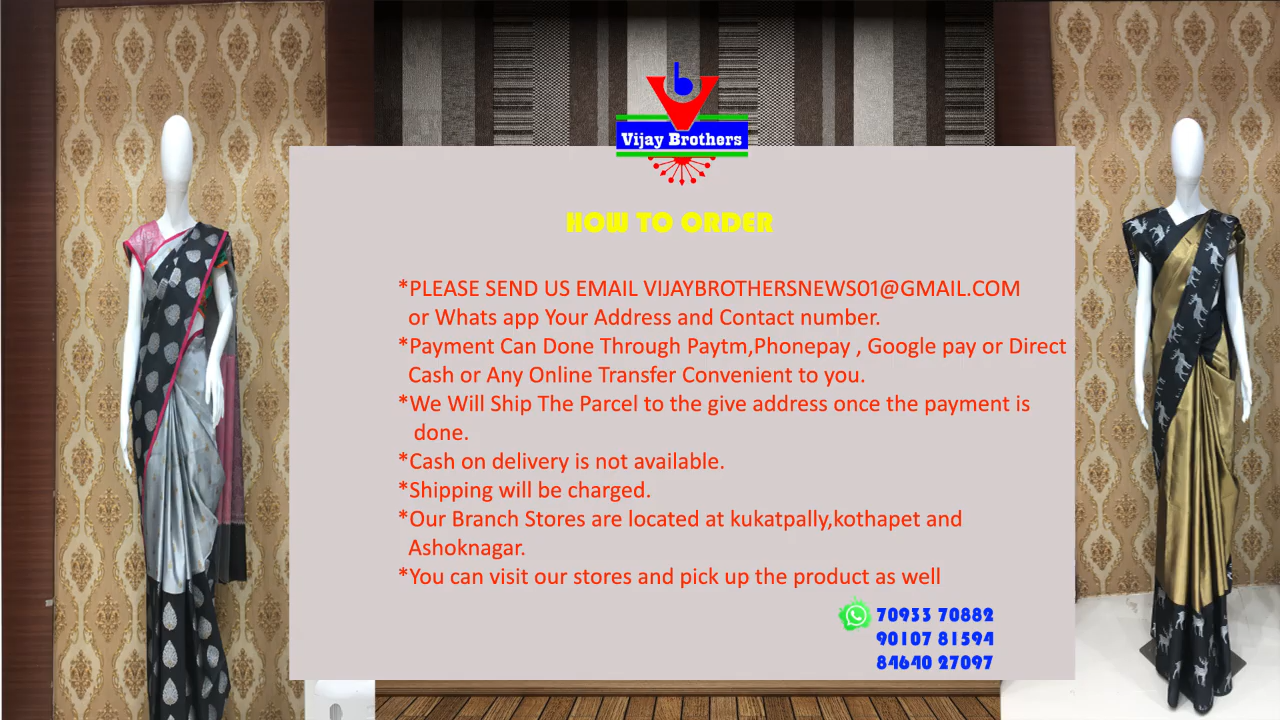 b
Vijay Brothers
HOW TO ORDER
*PLEASE SEND US EMAIL VIJAYBROTHERSNEWS01@GMAIL.COM
or Whats app Your Address and Contact number.
*Payment Can Done Through Paytm,Phonepay , Google pay or Direct
Cash or Any Online Transfer Convenient to you.
*We Will Ship The Parcel to the give address once the payment is
done.
*Cash on delivery is not available.
*Shipping will be charged.
*Our Branch Stores are located at kukatpally,kothapet and
Ashoknagar.
*You can visit our stores and pick up the product as well
70933 70882
90107 81594
84640 27097